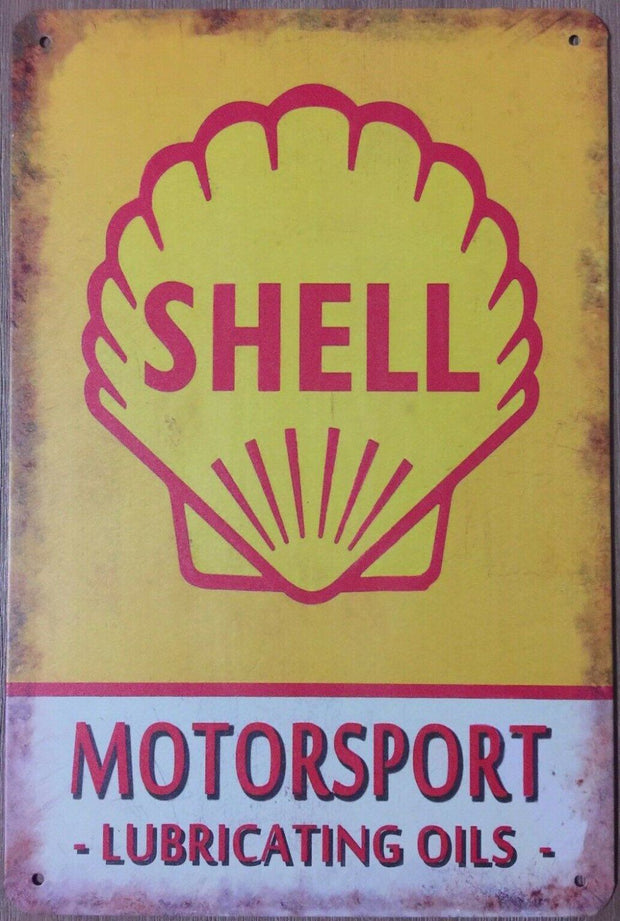 SHELL
MOTORSPORT
- LUBRICATING OILS -